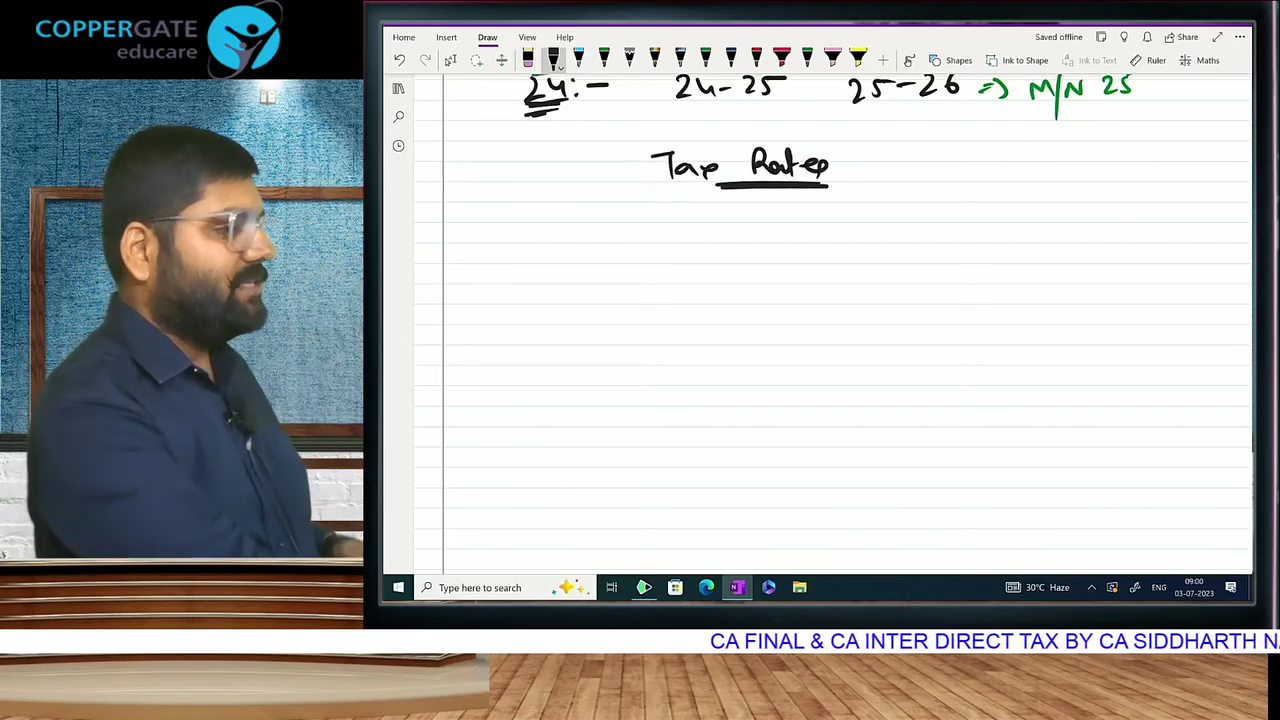 COPPERGATE
educare
Home Insert Draw View Help
Saved offline
Share
Shapes
Ink to Shape
Ink to Text
Ruler
Maths
24:- 24-25 25-26 => M/N 25
Tax Rates
Type here to search
30°C Haze
ENG
09:00
03-07-2023
CA FINAL & CA INTER DIRECT TAX BY CA SIDDHARTH N